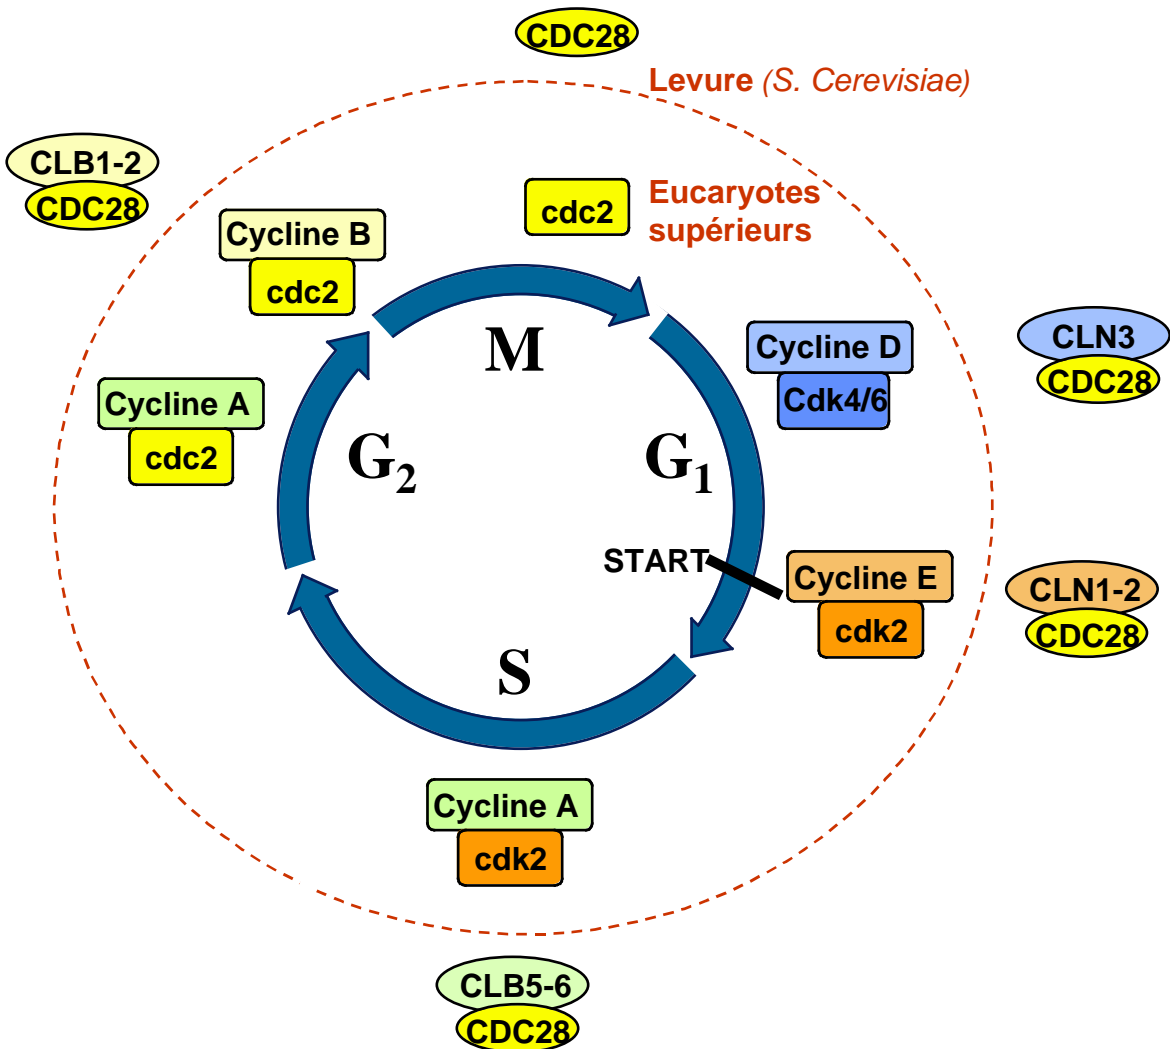 CDC28
Levure (S. Cerevisiae)
CLB1-2
CDC28
cdc2
Eucaryotes
supérieurs
Cycline B
cdc2
M
Cycline D
Cdk4/6
CLN3
CDC28
Cycline A
cdc2
G2
G1
START
Cycline E
cdk2
CLN1-2
CDC28
S
Cycline A
cdk2
CLB5-6
CDC28